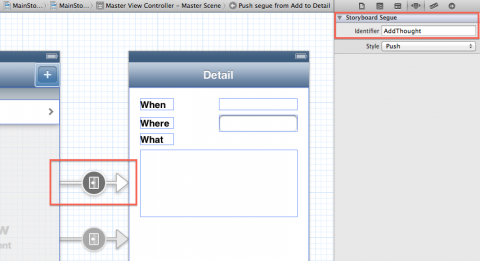 MainSto... MainSto... Master View Controller – Master Scene Push segue from Add to Detail
Storyboard Segue
Identifier AddThought
Style Push
+
Detail
When
Where
What